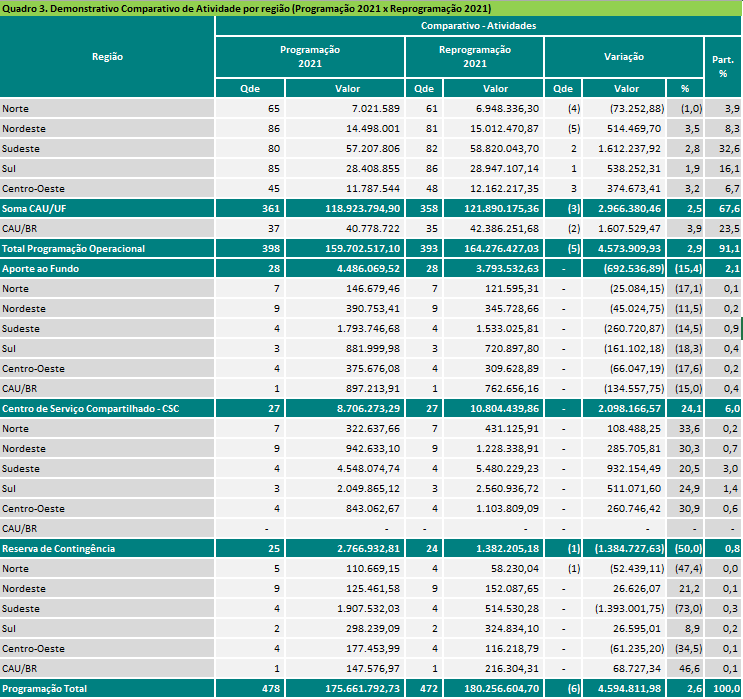 Quadro 3. Demonstrativo Comparativo de Atividade por região (Programação 2021 x Reprogramação 2021)
Comparativo - Atividades
Região Programação 2021 Reprogramação 2021 Variação Part. %
Qde Valor Qde Valor Qde Valor %
Norte 65 7.021.589 61 6.948.336,30 (4) (73.252,88) (1,0) 3,9
Nordeste 86 14.498.001 81 15.012.470,87 (5) 514.469,70 3,5 8,3
Sudeste 80 57.207.806 82 58.820.043,70 2 1.612.237,92 2,8 32,6
Sul 85 28.408.855 86 28.947.107,14 1 538.252,31 1,9 16,1
Centro-Oeste 45 11.787.544 48 12.162.217,35 3 374.673,41 3,2 6,7
Soma CAU/UF 361 118.923.794,90 358 121.890.175,36 (3) 2.966.380,46 2,5 67,6
CAU/BR 37 40.778.722 35 42.386.251,68 (2) 1.607.529,47 3,9 23,5
Total Programação Operacional 398 159.702.517,10 393 164.276.427,03 (5) 4.573.909,93 2,9 91,1
Aporte ao Fundo 28 4.486.069,52 28 3.793.532,63 - (692.536,89) (15,4) 2,1
Norte 7 146.679,46 7 121.595,31 - (25.084,15) (17,1) 0,1
Nordeste 9 390.753,41 9 345.728,66 - (45.024,75) (11,5) 0,2
Sudeste 4 1.793.746,68 4 1.533.025,81 - (260.720,87) (14,5) 0,9
Sul 3 881.999,98 3 720.897,80 - (161.102,18) (18,3) 0,4
Centro-Oeste 4 375.676,08 4 309.628,89 - (66.047,19) (17,6) 0,2
CAU/BR 1 897.213,91 1 762.656,16 - (134.557,75) (15,0) 0,4
Centro de Serviço Compartilhado - CSC 27 8.706.273,29 27 10.804.439,86 - 2.098.166,57 24,1 6,0
Norte 7 322.637,66 7 431.125,91 - 108.488,25 33,6 0,2
Nordeste 9 942.633,10 9 1.228.338,91 - 285.705,81 30,3 0,7
Sudeste 4 4.548.074,74 4 5.480.229,23 - 932.154,49 20,5 3,0
Sul 3 2.049.865,12 3 2.560.936,72 - 511.071,60 24,9 1,4
Centro-Oeste 4 843.062,67 4 1.103.809,09 - 260.746,42 30,9 0,6
CAU/BR - - - - - - - -
Reserva de Contingência 25 2.766.932,81 24 1.382.205,18 (1) (1.384.727,63) (50,0) 0,8
Norte 5 110.669,15 4 58.230,04 (1) (52.439,11) (47,4) 0,0
Nordeste 9 125.461,58 9 152.087,65 - 26.626,07 21,2 0,1
Sudeste 4 1.907.532,03 4 514.530,28 - (1.393.001,75) (73,0) 0,3
Sul 2 298.239,09 2 324.834,10 - 26.595,01 8,9 0,2
Centro-Oeste 4 177.453,99 4 116.218,79 - (61.235,20) (34,5) 0,1
CAU/BR 1 147.576,97 1 216.304,31 - 68.727,34 46,6 0,1
Programação Total 478 175.661.792,73 472 180.256.604,70 (6) 4.594.811,98 2,6 100,0